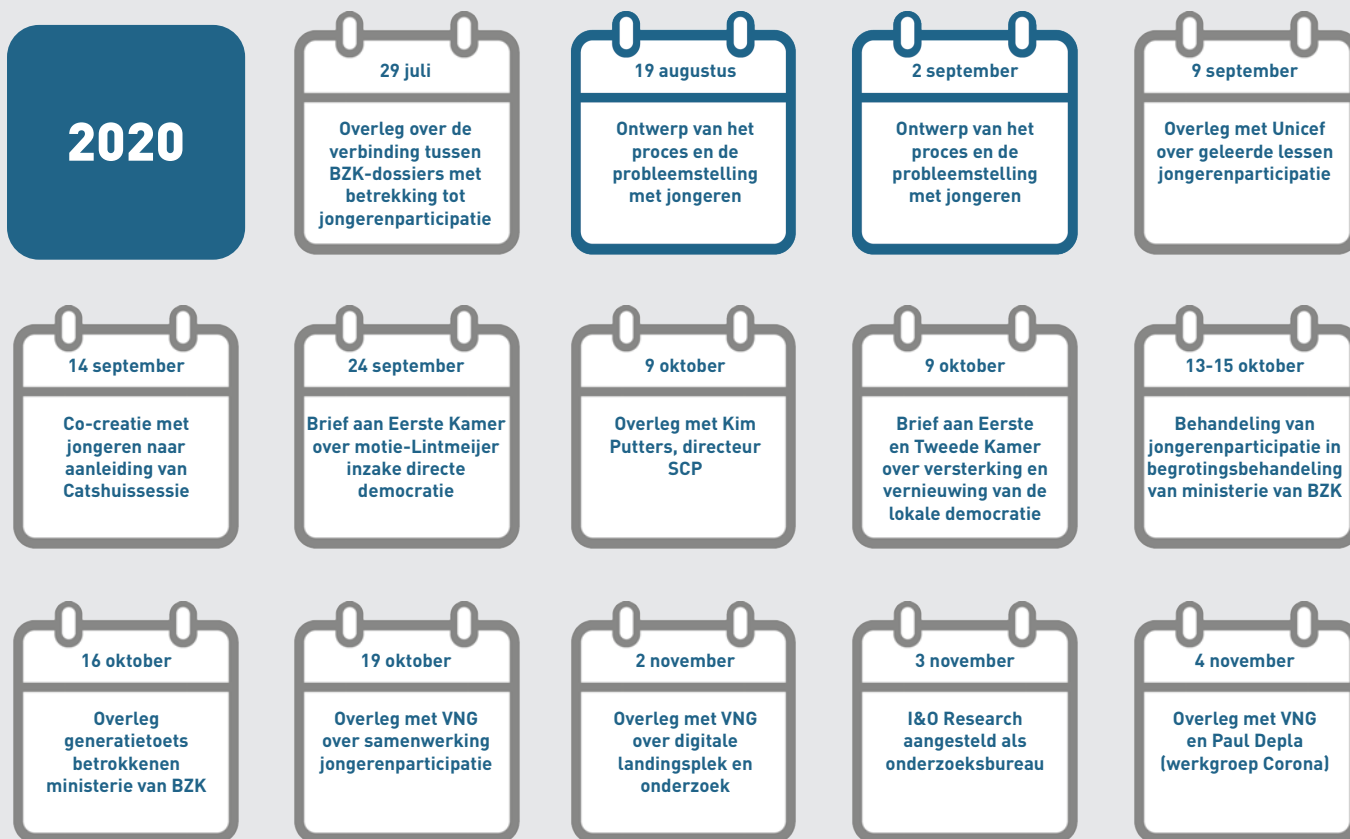 2020
29 juli
Overleg over de
verbinding tussen
BZK-dossiers met
betrekking tot
jongerenparticipatie
19 augustus
Ontwerp van het
proces en de
probleemstelling
met jongeren
2 september
Ontwerp van het
proces en de
probleemstelling
met jongeren
9 september
Overleg met Unicef
over geleerde lessen
jongerenparticipatie
14 september
Co-creatie met
jongeren naar
aanleiding van
Catshuissessie
24 september
Brief aan Eerste Kamer
over motie-Lintmeijer
inzake directe
democratie
9 oktober
Overleg met Kim
Putters, directeur
SCP
9 oktober
Brief aan Eerste
en Tweede Kamer
over versterking en
vernieuwing van de
lokale democratie
13-15 oktober
Behandeling van
jongerenparticipatie in
begrotingsbehandeling
van ministerie van BZK
16 oktober
Overleg
generatietoets
betrokkenen
ministerie van BZK
19 oktober
Overleg met VNG
over samenwerking
jongerenparticipatie
2 november
Overleg met VNG
over digitale
landingsplek en
onderzoek
3 november
I&O Research
aangesteld als
onderzoeksbureau
4 november
Overleg met VNG
en Paul Depla
(werkgroep Corona)